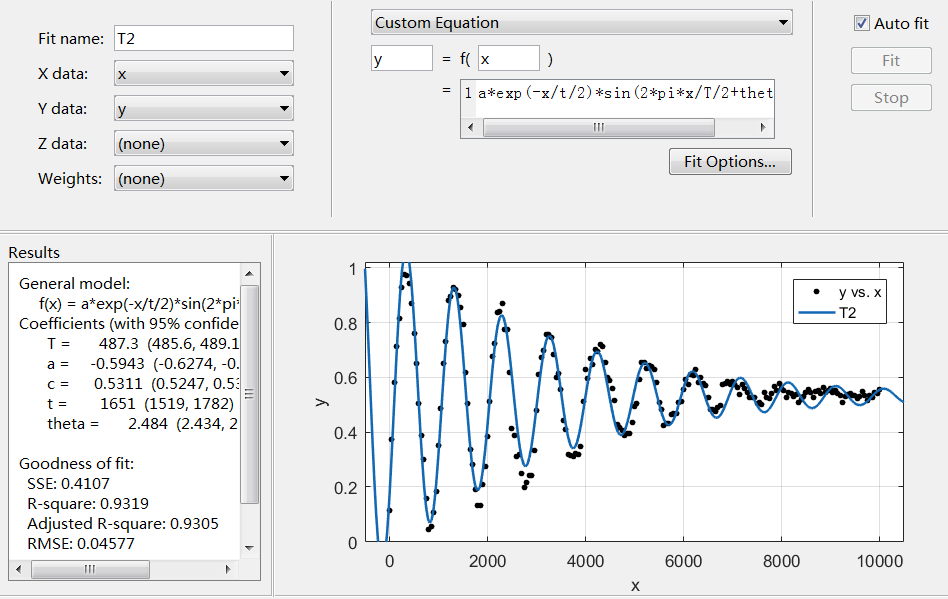 Fit name: T2
X data: x
Y data: y
Z data: (none)
Weights: (none)
Custom Equation
y = f( x )
= 1 a*exp(-x/t/2)*sin(2*pi*x/T/2+thet
Fit Options...
Auto fit
Fit
Stop
Results
General model:
f(x) = a*exp(-x/t/2)*sin(2*pi*
Coefficients (with 95% confide
T = 487.3 (485.6, 489.1
a = -0.5943 (-0.6274, -0.
c = 0.5311 (0.5247, 0.53
t = 1651 (1519, 1782)
theta = 2.484 (2.434, 2
Goodness of fit:
SSE: 0.4107
R-square: 0.9319
Adjusted R-square: 0.9305
RMSE: 0.04577
y vs. x
T2
1
0.8
0.6
0.4
0.2
0
y
0 2000 4000 6000 8000 10000
x